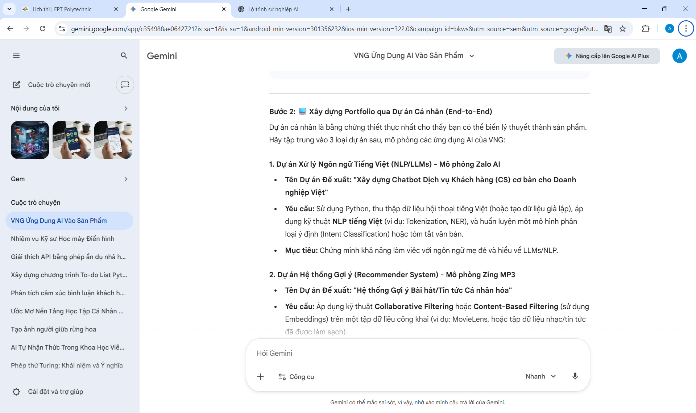 Lịch thi | FPT Polytechnic
Google Gemini
Lộ trình sự nghiệp AI
Gemini
VNG Ứng Dụng AI Vào Sản Phẩm
Nâng cấp lên Google AI Plus
A
Cuộc trò chuyện mới
Nội dung của tôi
Gem
Cuộc trò chuyện
VNG Ứng Dụng AI Vào Sản Phẩm
Nhiệm vụ Kỹ sư Học máy Điển hình
Giải thích API bằng phép ẩn dụ nhà h...
Xây dựng chương trình To-do List Pyt...
Phân tích cảm xúc bình luận khách h...
Ước Mơ Nền Tảng Học Tập Cá Nhân ...
Tạo ảnh người giữa rừng hoa
AI Tự Nhận Thức Trong Khoa Học Viễ...
Phép thử Turing: Khái niệm và Ý nghĩa
Cài đặt và trợ giúp
Bước 2: Xây dựng Portfolio qua Dự án Cá nhân (End-to-End)
Dự án cá nhân là bằng chứng thiết thực nhất cho thấy bạn có thể biến lý thuyết thành sản phẩm.
Hãy tập trung vào 3 loại dự án sau, mô phỏng các ứng dụng AI của VNG:
1. Dự án Xử lý Ngôn ngữ Tiếng Việt (NLP/LLMs) - Mô phỏng Zalo AI
• Tên Dự án Đề xuất: "Xây dựng Chatbot Dịch vụ Khách hàng (CS) cơ bản cho Doanh
nghiệp Việt"
• Yêu cầu: Sử dụng Python, thu thập dữ liệu hội thoại tiếng Việt (hoặc tạo dữ liệu giả lập), áp
dụng kỹ thuật NLP tiếng Việt (ví dụ: Tokenization, NER), và huấn luyện một mô hình phân
loại ý định (Intent Classification) hoặc tóm tắt văn bản.
• Mục tiêu: Chứng minh khả năng làm việc với ngôn ngữ mẹ đẻ và hiểu về LLMs/NLP.
2. Dự án Hệ thống Gợi ý (Recommender System) - Mô phỏng Zing MP3
• Tên Dự án Đề xuất: "Hệ thống Gợi ý Bài hát/Tin tức Cá nhân hóa"
• Yêu cầu: Áp dụng kỹ thuật Collaborative Filtering hoặc Content-Based Filtering (sử dụng
Embeddings) trên một tập dữ liệu công khai (ví dụ: MovieLens, hoặc tập dữ liệu nhạc/tin tức
đã được làm sạch).
Hỏi Gemini
Công cụ
Nhanh
Gemini có thể mắc sai sót, vì vậy, nhớ xác minh câu trả lời của Gemini.